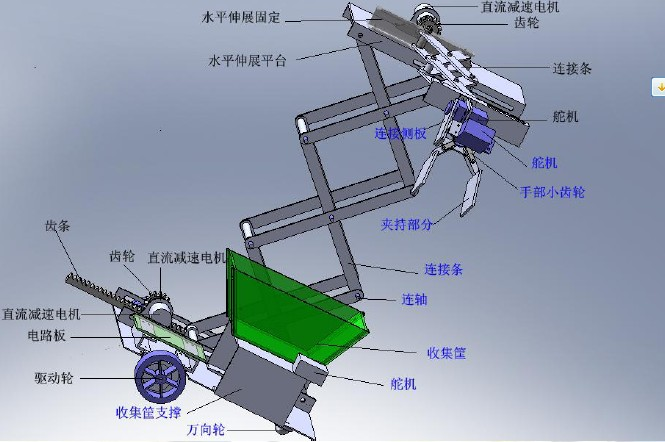 水平伸展固定
直流减速电机
齿轮
水平伸展平台
连接条
舵机
连接侧板
舵机
手部小齿轮
夹持部分
齿条
齿轮
直流减速电机
连接条
连轴
直流减速电机
电路板
收集筐
驱动轮
舵机
收集筐支撑
万向轮